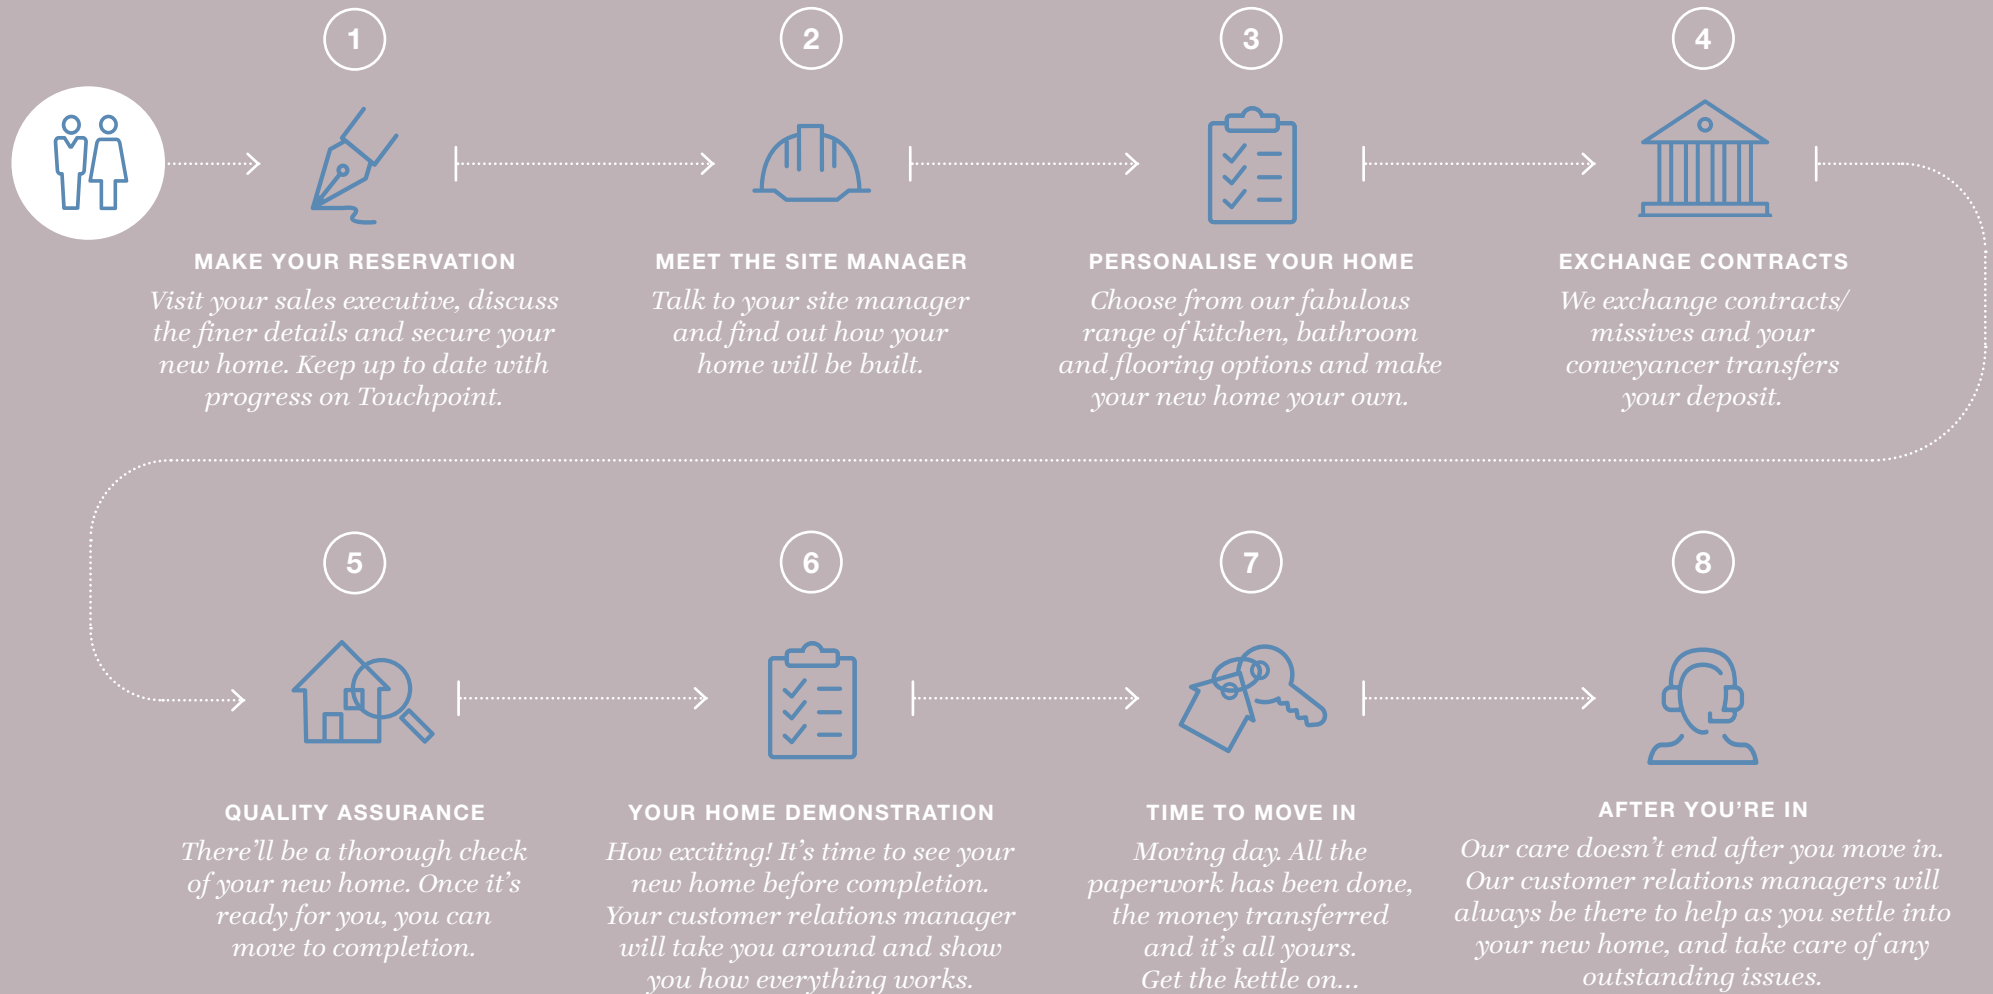 1
MAKE YOUR RESERVATION
Visit your sales executive, discuss
the finer details and secure your
new home. Keep up to date with
progress on Touchpoint.
2
MEET THE SITE MANAGER
Talk to your site manager
and find out how your
home will be built.
3
PERSONALISE YOUR HOME
Choose from our fabulous
range of kitchen, bathroom
and flooring options and make
your new home your own.
4
EXCHANGE CONTRACTS
We exchange contracts/
missives and your
conveyancer transfers
your deposit.
5
QUALITY ASSURANCE
There’ll be a thorough check
of your new home. Once it’s
ready for you, you can
move to completion.
6
YOUR HOME DEMONSTRATION
How exciting! It’s time to see your
new home before completion.
Your customer relations manager
will take you around and show
you how everything works.
7
TIME TO MOVE IN
Moving day. All the
paperwork has been done,
the money transferred
and it’s all yours.
Get the kettle on...
8
AFTER YOU’RE IN
Our care doesn’t end after you move in.
Our customer relations managers will
always be there to help as you settle into
your new home, and take care of any
outstanding issues.